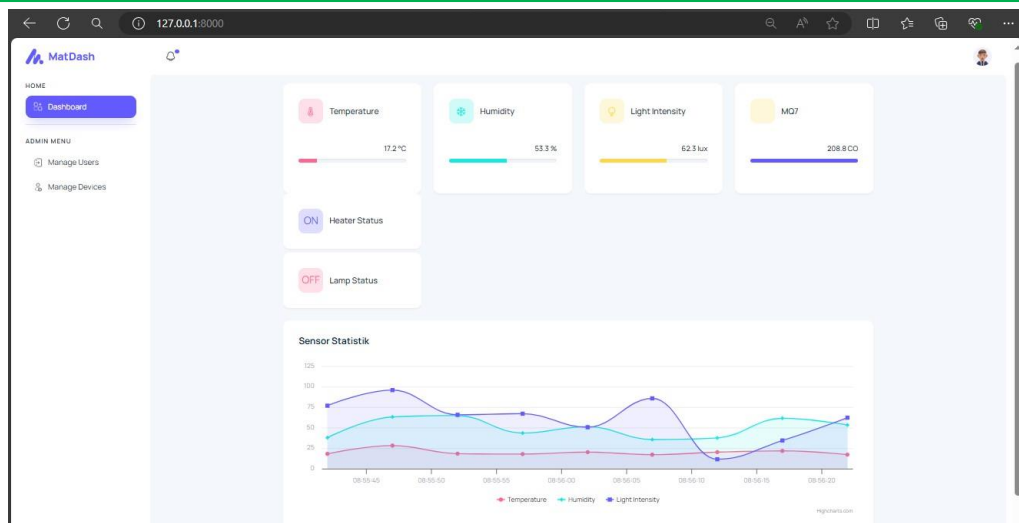 127.0.0.1:8000
MatDash
HOME
Dashboard
ADMIN MENU
Manage Users
Manage Devices
Temperature
17.2 °C
Humidity
53.3 %
Light Intensity
62.3 lux
MQ7
208.8 CO
ON Heater Status
OFF Lamp Status
Sensor Statistik
125
100
75
50
25
0
08:55:45 08:55:50 08:55:55 08:56:00 08:56:05 08:56:10 08:56:15 08:56:20
Temperature Humidity Light Intensity
Highcharts.com